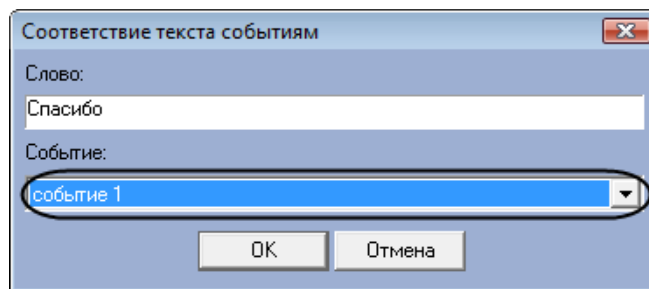 Соответствие текста событиям
Слово:
Спасибо
Событие:
событие 1
OK
Отмена